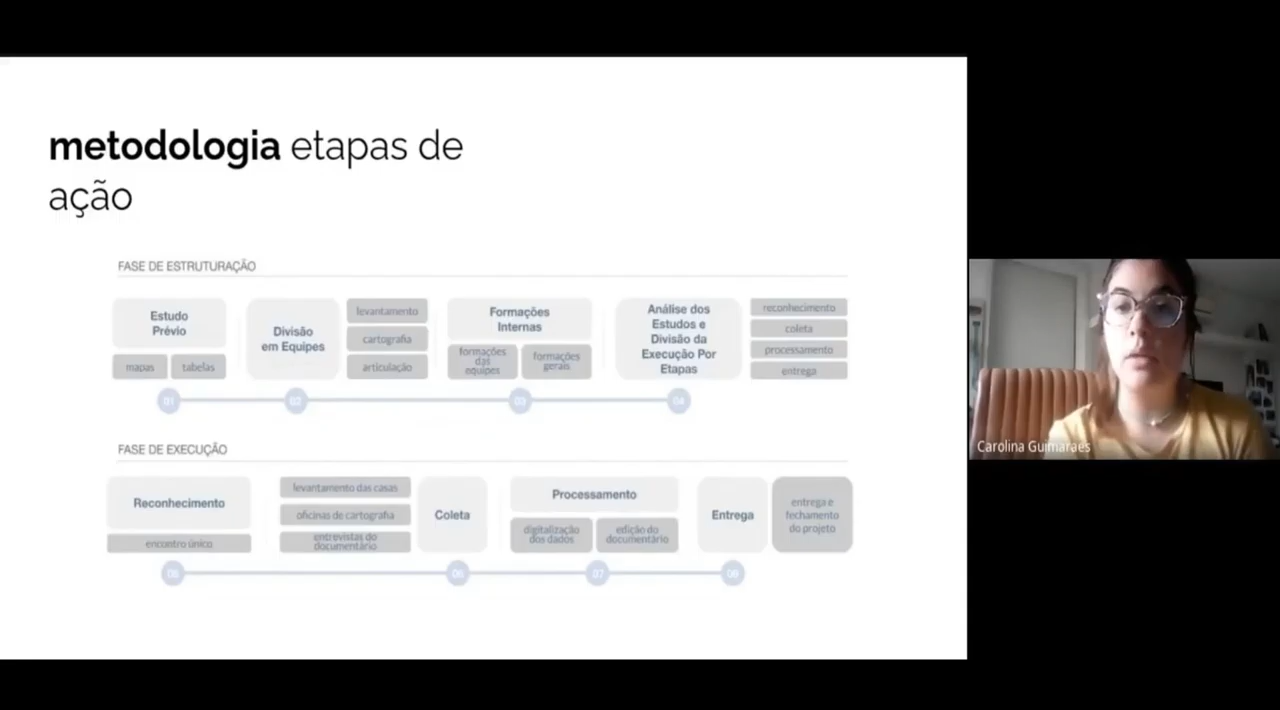 metodologia etapas de
ação
FASE DE ESTRUTURAÇÃO
Estudo
Prévio
mapas
tabelas
Divisão
em Equipes
levantamento
cartografia
articulação
Formações
Internas
formações
das
equipes
formações
gerais
Análise dos
Estudos e
Divisão da
Execução Por
Etapas
reconhecimento
coleta
processamento
entrega
01
02
03
04
FASE DE EXECUÇÃO
Reconhecimento
encontro único
levantamento das casas
oficinas de cartografia
entrevistas do
documentário
Coleta
Processamento
digitalização
dos dados
edição do
documentário
Entrega
entrega e
fechamento
do projeto
05
06
07
Carolina Guimaraes